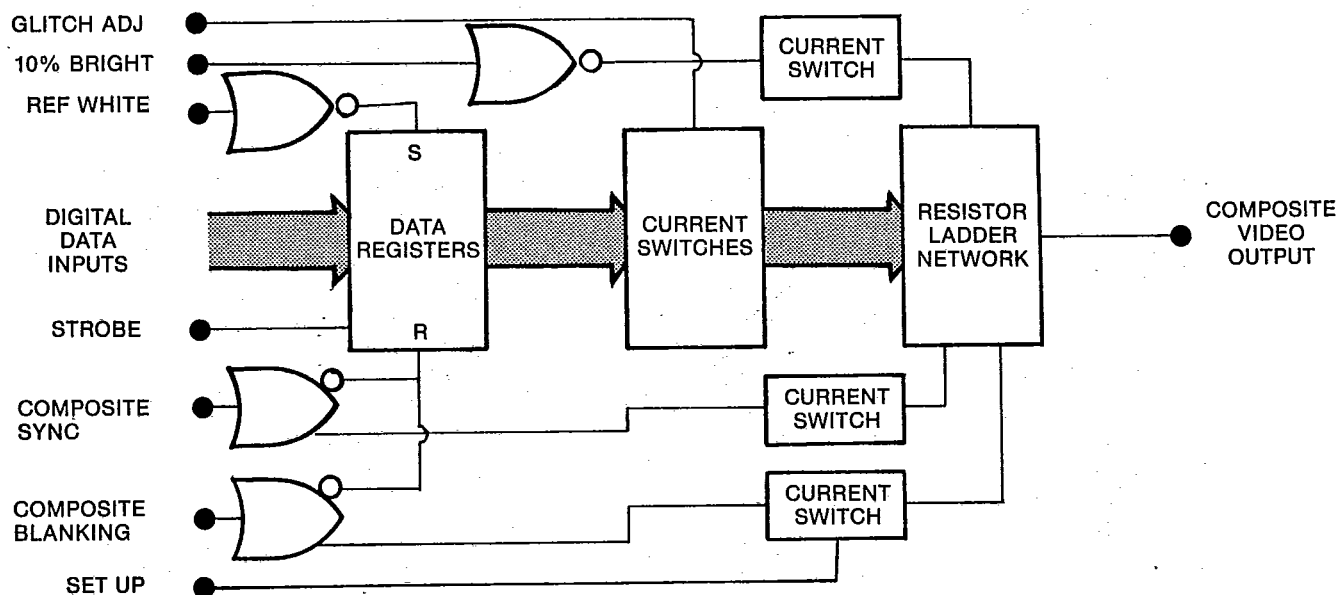 GLITCH ADJ
10% BRIGHT
REF WHITE
DIGITAL
DATA
INPUTS
STROBE
COMPOSITE
SYNC
COMPOSITE
BLANKING
SET UP
S
DATA
REGISTERS
R
CURRENT
SWITCHES
CURRENT
SWITCH
RESISTOR
LADDER
NETWORK
CURRENT
SWITCH
CURRENT
SWITCH
COMPOSITE
VIDEO
OUTPUT